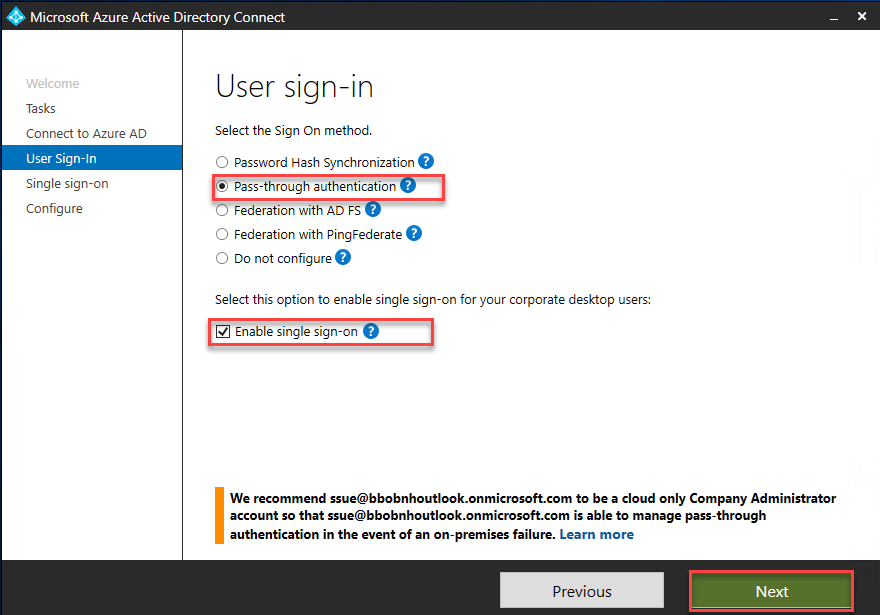 Microsoft Azure Active Directory Connect
Welcome
Tasks
Connect to Azure AD
User Sign-In
Single sign-on
Configure
User sign-in
Select the Sign On method.
Password Hash Synchronization ?
Pass-through authentication ?
Federation with AD FS ?
Federation with PingFederate ?
Do not configure ?
Select this option to enable single sign-on for your corporate desktop users:
Enable single sign-on ?
We recommend ssue@bbobnhoutlook.onmicrosoft.com to be a cloud only Company Administrator
account so that ssue@bbobnhoutlook.onmicrosoft.com is able to manage pass-through
authentication in the event of an on-premises failure. Learn more
Previous
Next